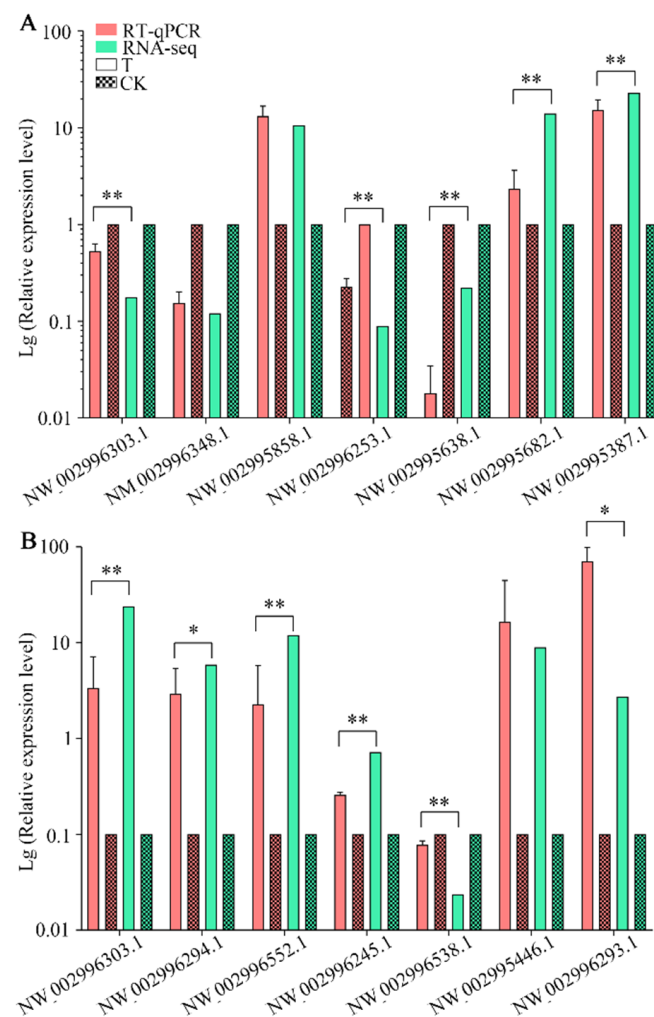 A
RT-qPCR
RNA-seq
T
CK
Lg (Relative expression level)
100
10
1
0.1
0.01
**
**
**
**
**
NW_002996303.1
NM_002996348.1
NW_002995858.1
NW_002996253.1
NW_002995638.1
NW_002995682.1
NW_002995387.1
B
Lg (Relative expression level)
100
10
1
0.1
0.01
**
*
**
**
**
*
NW_002996303.1
NW_002996294.1
NW_002996552.1
NW_002996245.1
NW_002996538.1
NW_002995446.1
NW_002996293.1